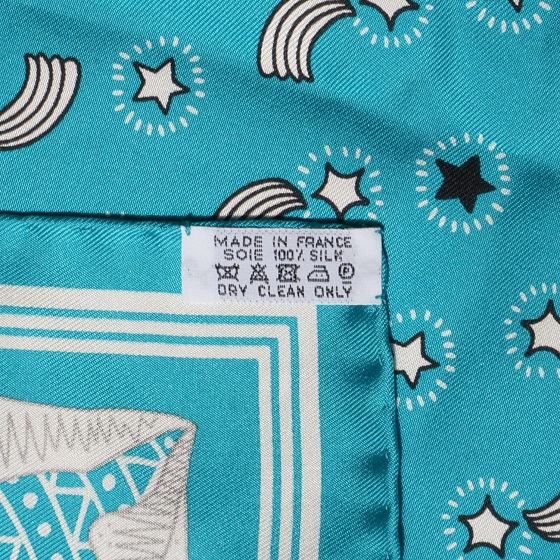 MADE IN FRANCE
SOIE 100% SILK
P
DRY CLEAN ONLY